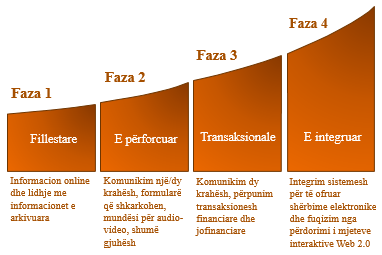 Faza 1
Faza 2
Faza 3
Faza 4
Fillestare
E përforcuar
Transaksionale
E integruar
Informacion online
dhe lidhje me
informacionet e
arkivuara
Komunikim një/dy
krahësh, formularë
që shkarkohen,
mundësi për audio-
video, shumë
gjuhësh
Komunikim dy
krahësh, përpunim
transaksionesh
financiare dhe
jofinanciare
Integrim sistemesh
për të ofruar
shërbime elektronike
dhe fuqizim nga
përdorimi i mjeteve
interaktive Web 2.0